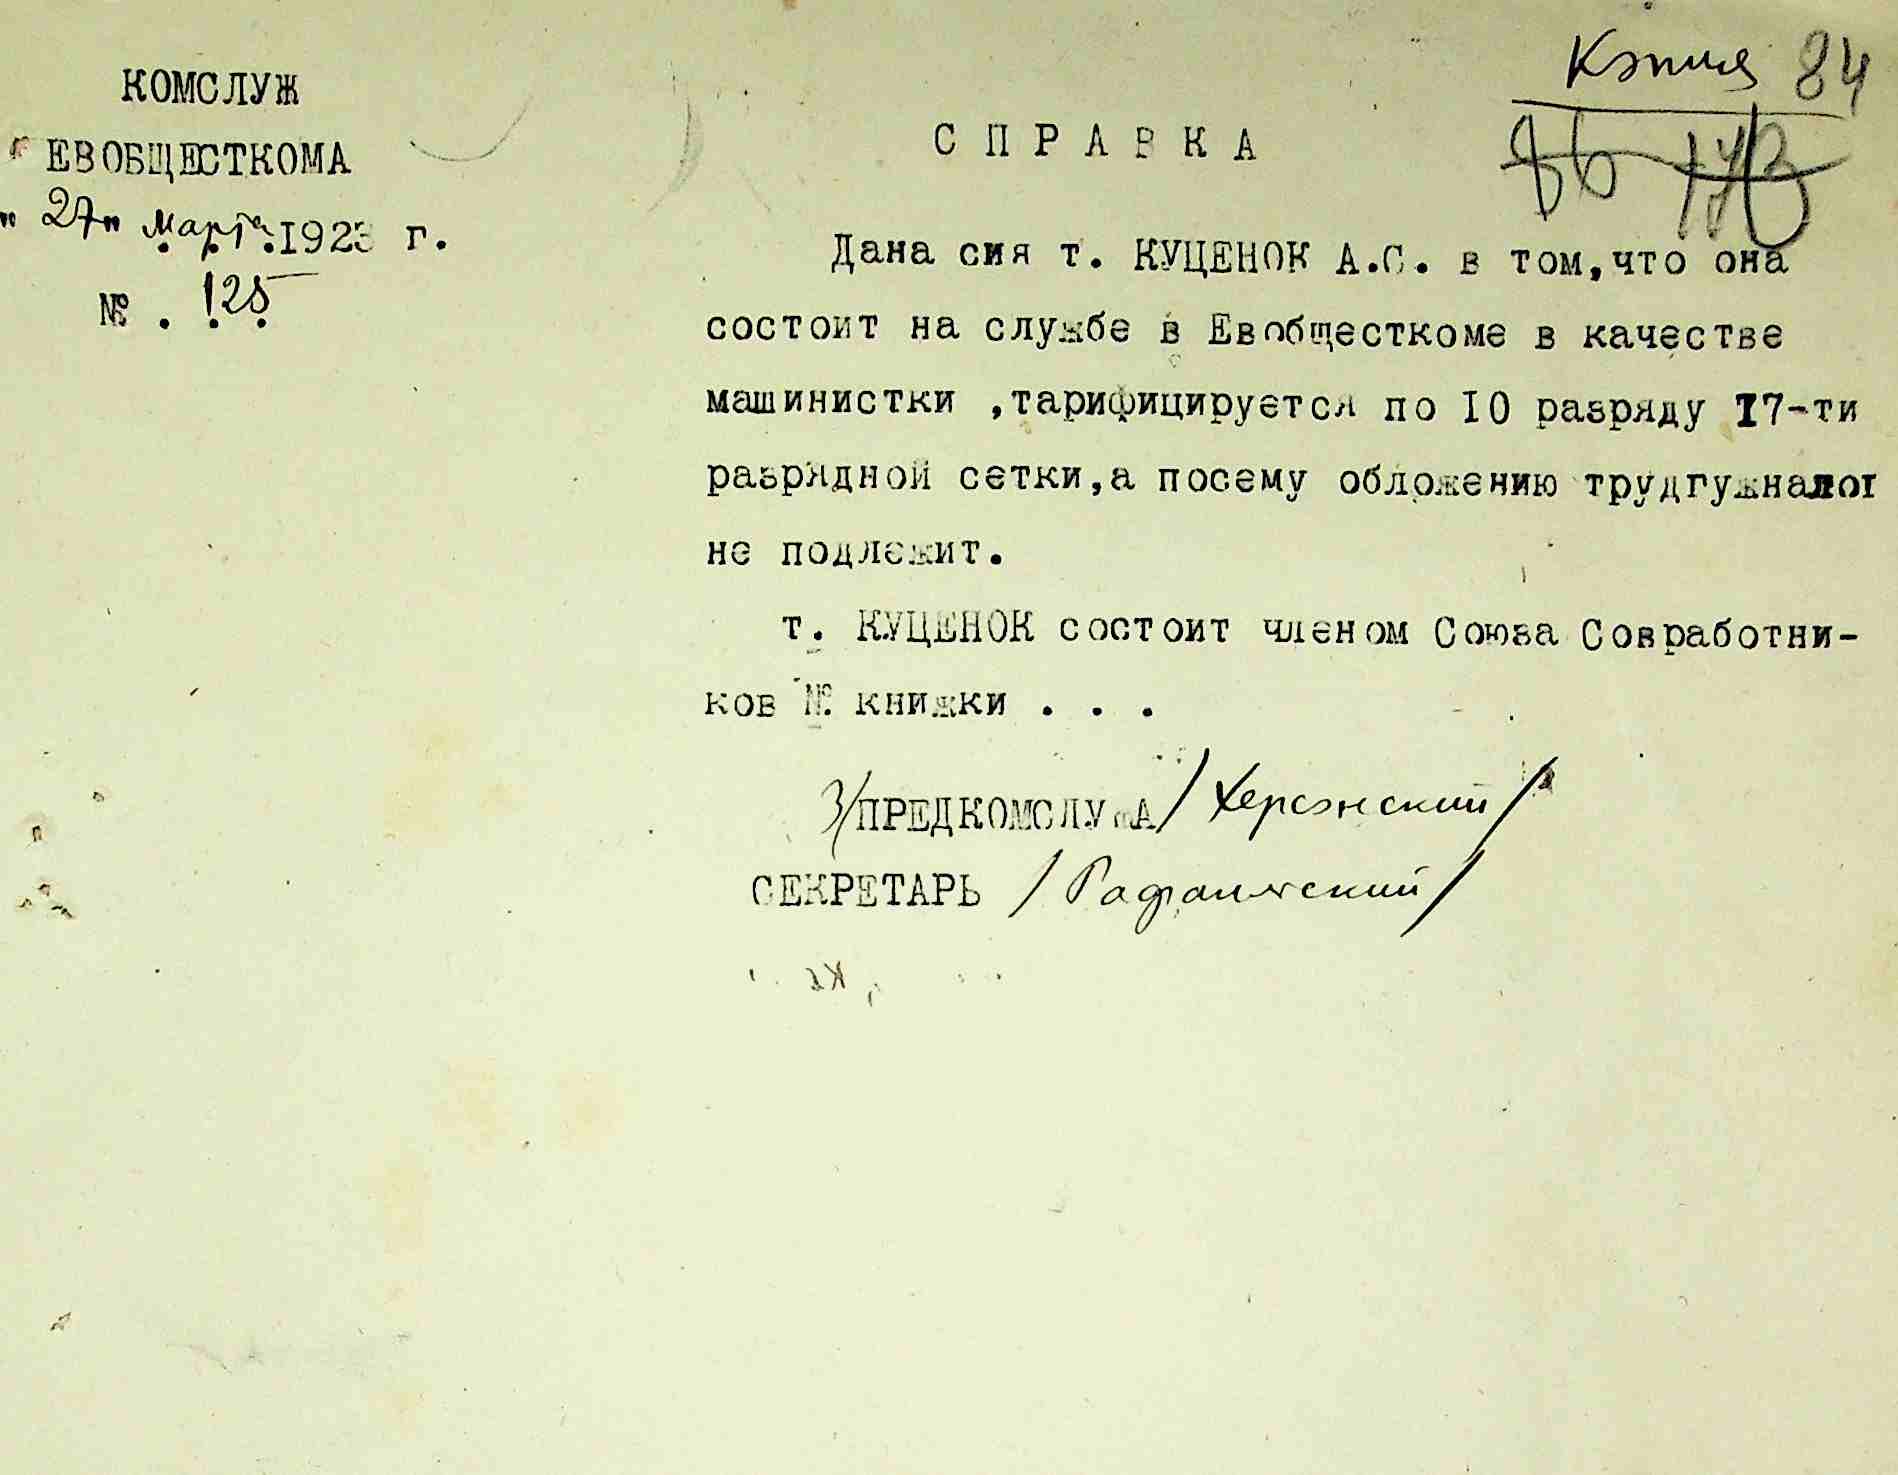 Копия 84
КОМСЛУЖ
ЕВОБЩЕСТКОМА
"27" марта 1923 г.
№ . 125
86
СПРАВКА
Дана сия т. КУЦЕНОК А.С. в том,что она
состоит на службе в Евобщесткоме в качестве
машинистки ,тарифицируется по 10 разряду 17-ти
разрядной сетки,а посему обложению трудгужналог
не подлежит.
т. КУЦЕНОК состоит членом Союза Совработни-
ков № книжки . . .
З/ПРЕДКОМСЛУЖА /Херсонский/
СЕКРЕТАРЬ /Рафальский/